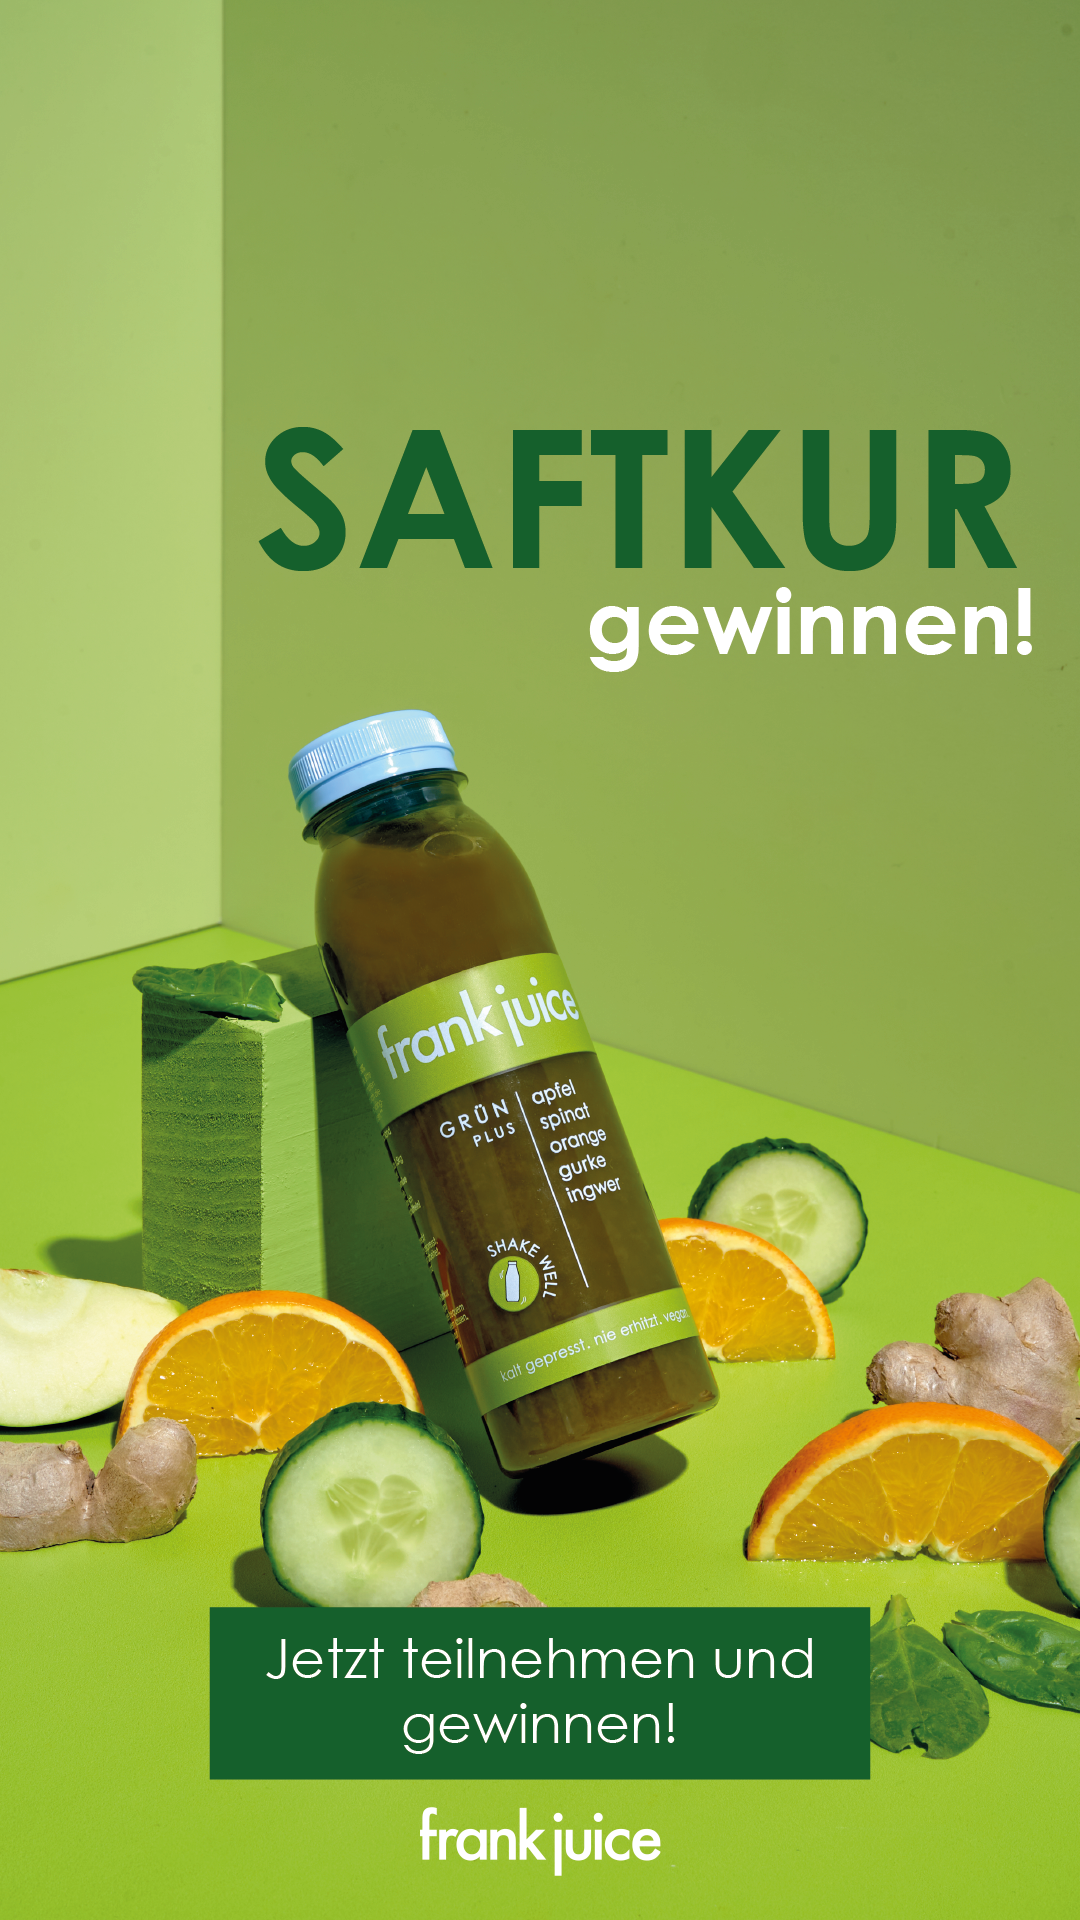 SAFTKUR
gewinnen!
frank juice
GRÜN
PLUS
apfel
spinat
orange
gurke
ingwer
SHAKE WELL
kalt gepresst. nie erhitzt. vegan
Jetzt teilnehmen und
gewinnen!
frank juice